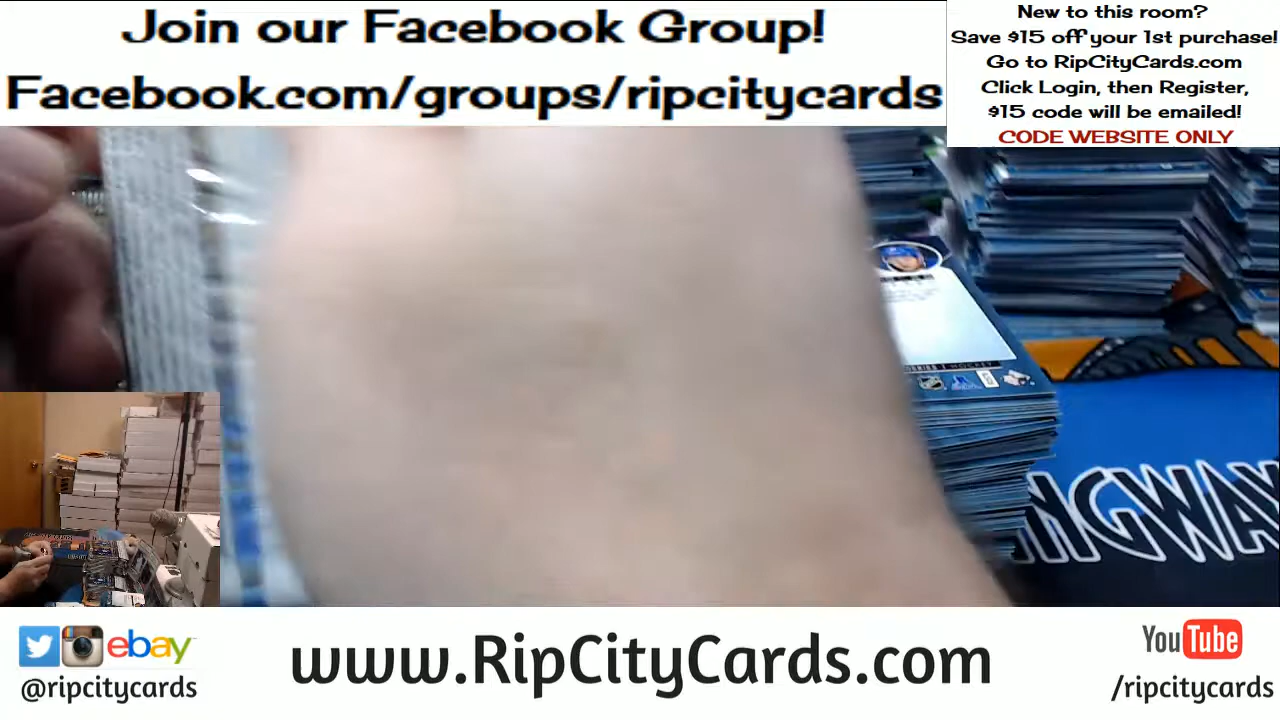 Join our Facebook Group!
Facebook.com/groups/ripcitycards
New to this room?
Save $15 off your 1st purchase!
Go to RipCityCards.com
Click Login, then Register,
$15 code will be emailed!
CODE WEBSITE ONLY
HOCKEY
NGWAY
ebay
@ripcitycards
www.RipCityCards.com
YouTube
/ripcitycards